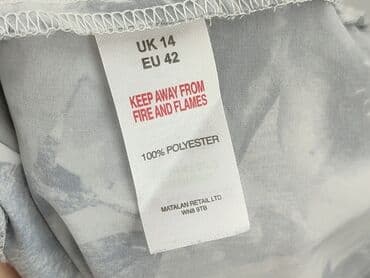 UK 14
EU 42
KEEP AWAY FROM
FIRE AND FLAMES
100% POLYESTER
MATALAN RETAIL LTD
WN8 9TB